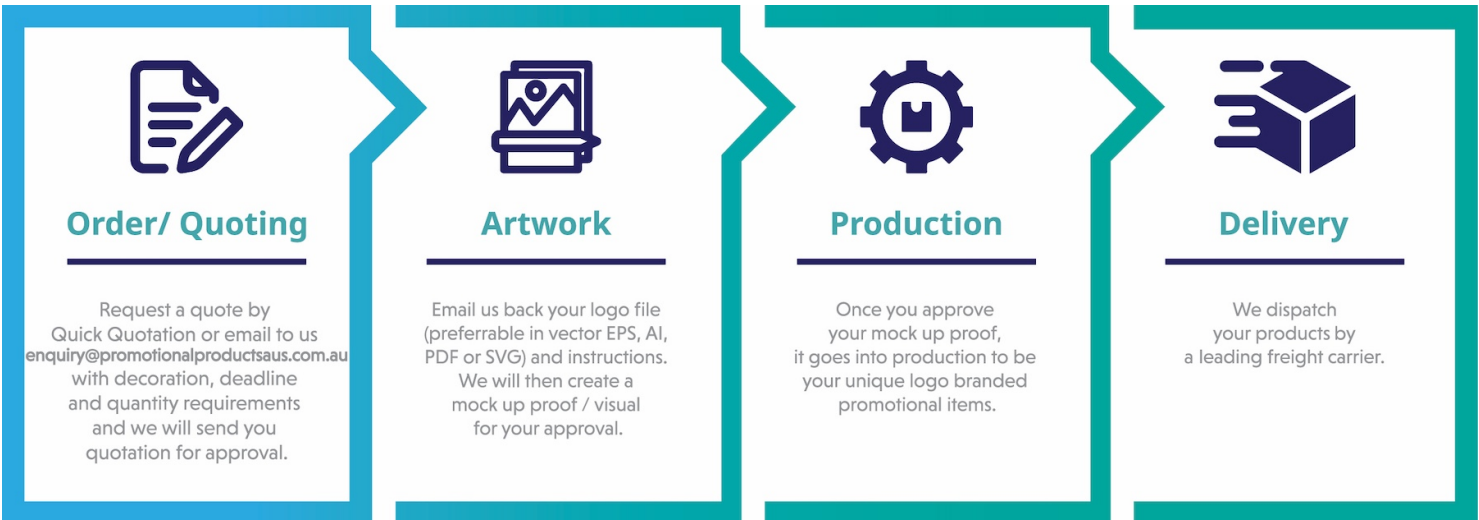 Order/ Quoting
Request a quote by
Quick Quotation or email to us
enquiry@promotionalproductsaus.com.au
with decoration, deadline
and quantity requirements
and we will send you
quotation for approval.
Artwork
Email us back your logo file
(preferrable in vector EPS, AI,
PDF or SVG) and instructions.
We will then create a
mock up proof / visual
for your approval.
Production
Once you approve
your mock up proof,
it goes into production to be
your unique logo branded
promotional items.
Delivery
We dispatch
your products by
a leading freight carrier.